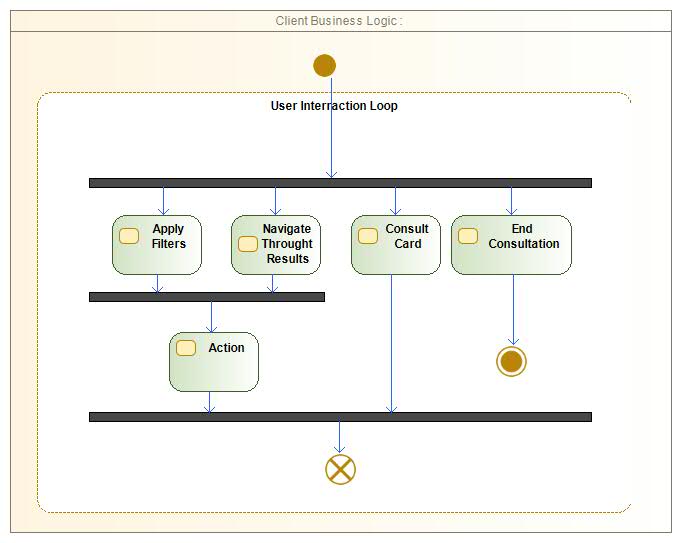 Client Business Logic :
User Interraction Loop
Apply
Filters
Navigate
Throught
Results
Consult
Card
End
Consultation
Action